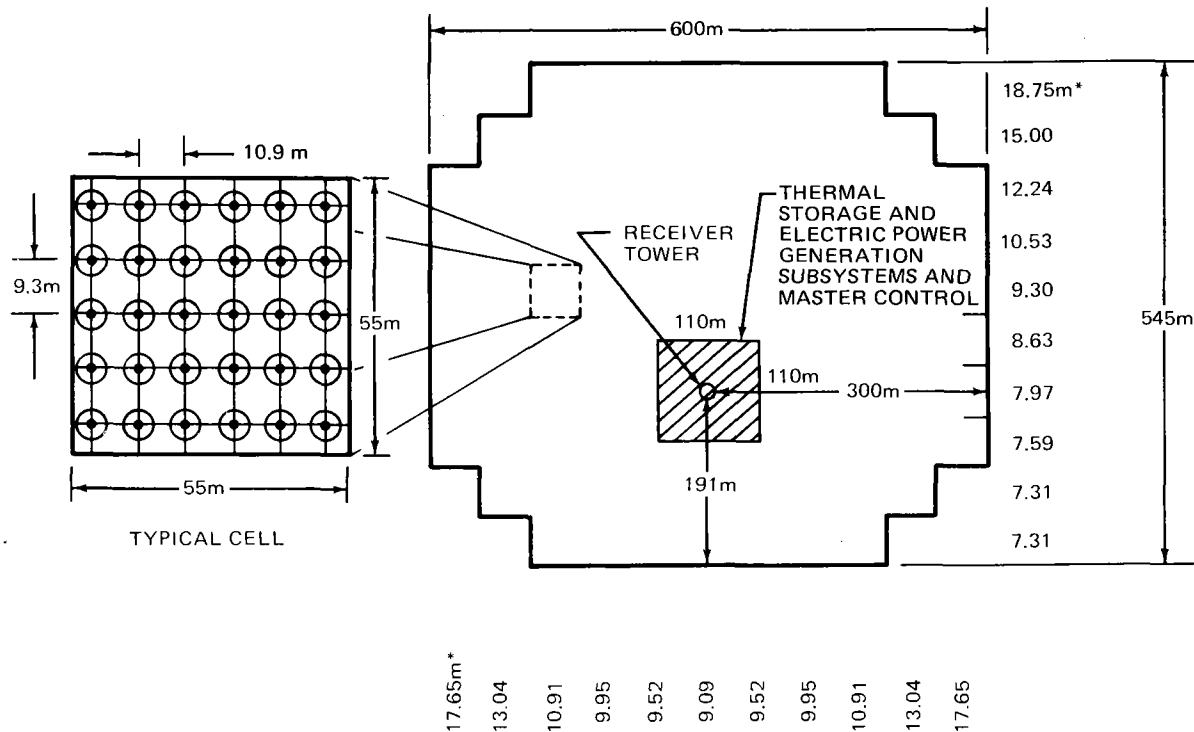 600m
18.75m*
15.00
10.9 m
12.24
THERMAL
STORAGE AND
ELECTRIC POWER
GENERATION
SUBSYSTEMS AND
MASTER CONTROL
RECEIVER
TOWER
10.53
9.3m
9.30
55m
545m
110m
8.63
110m
300m
7.97
7.59
55m
191m
7.31
TYPICAL CELL
7.31
17.65m*
13.04
10.91
9.95
9.52
9.09
9.52
9.95
10.91
13.04
17.65